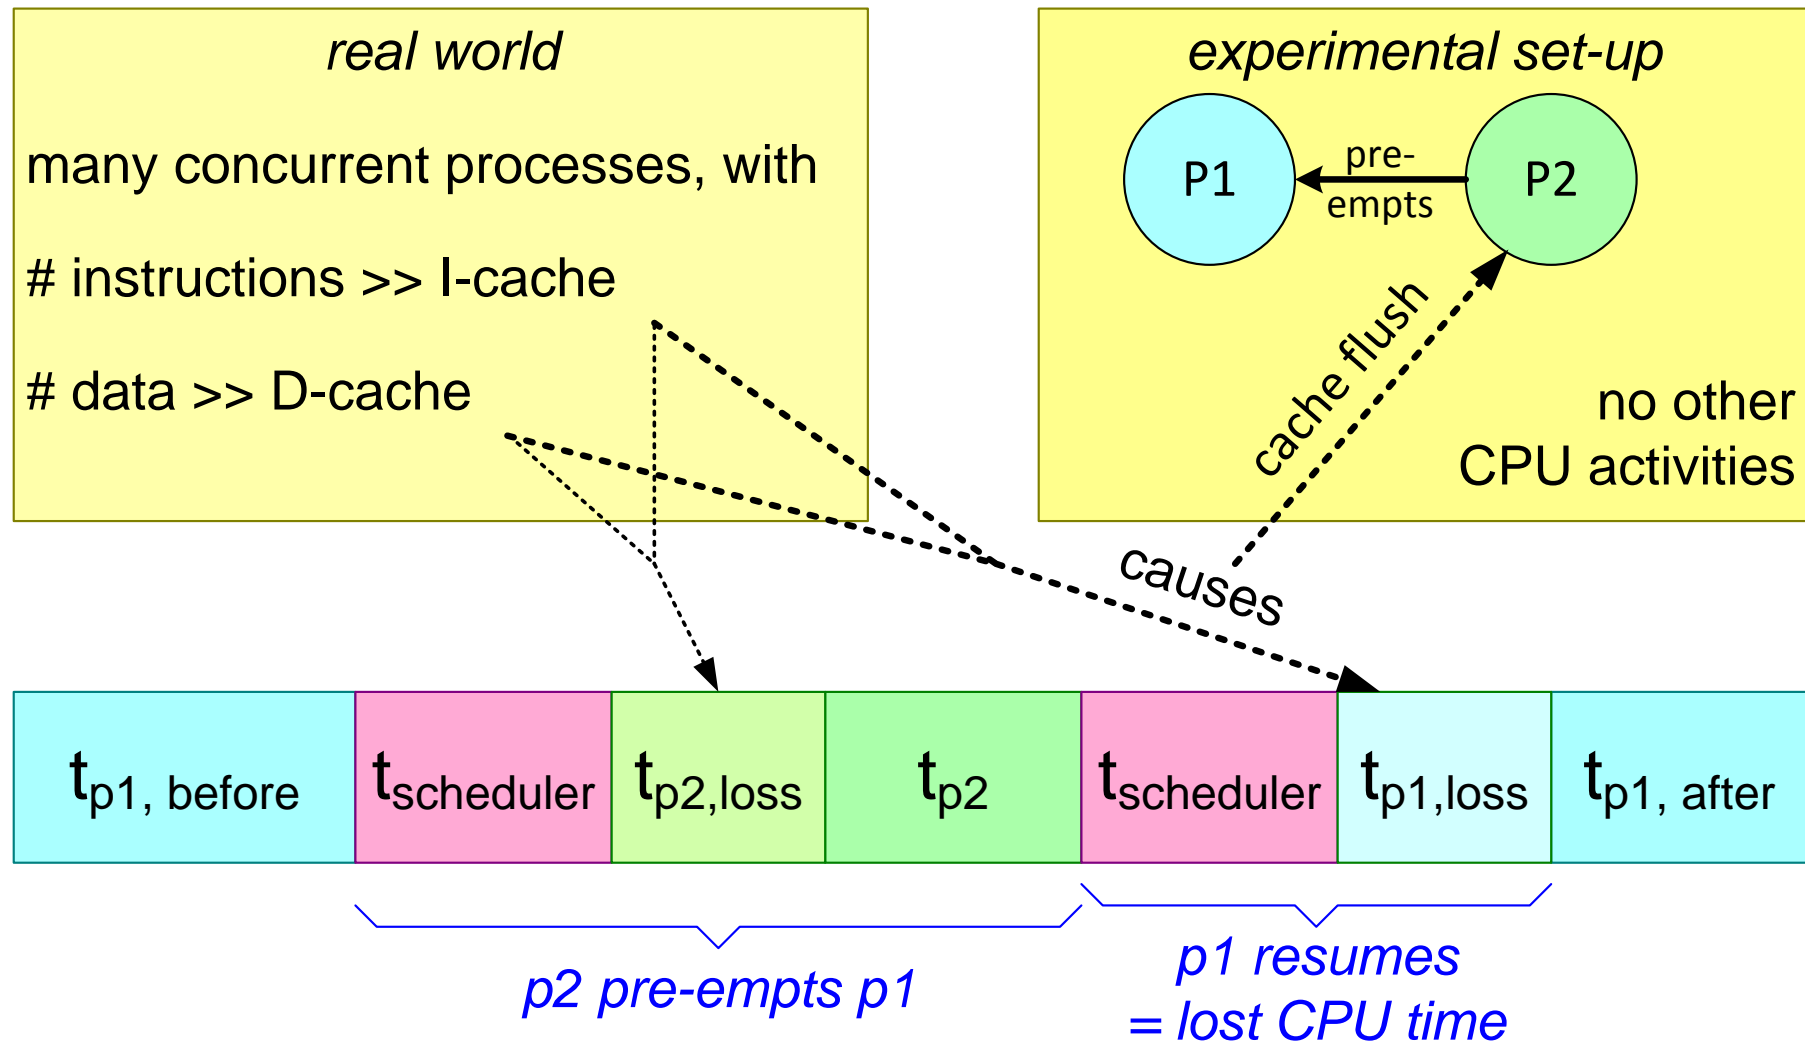 real world
many concurrent processes, with
# instructions >> I-cache
# data >> D-cache
experimental set-up
P1
pre-
empts
P2
cache flush
no other
CPU activities
causes
tp1, before
tscheduler
tp2,loss
tp2
tscheduler
tp1,loss
tp1, after
p2 pre-empts p1
p1 resumes
= lost CPU time